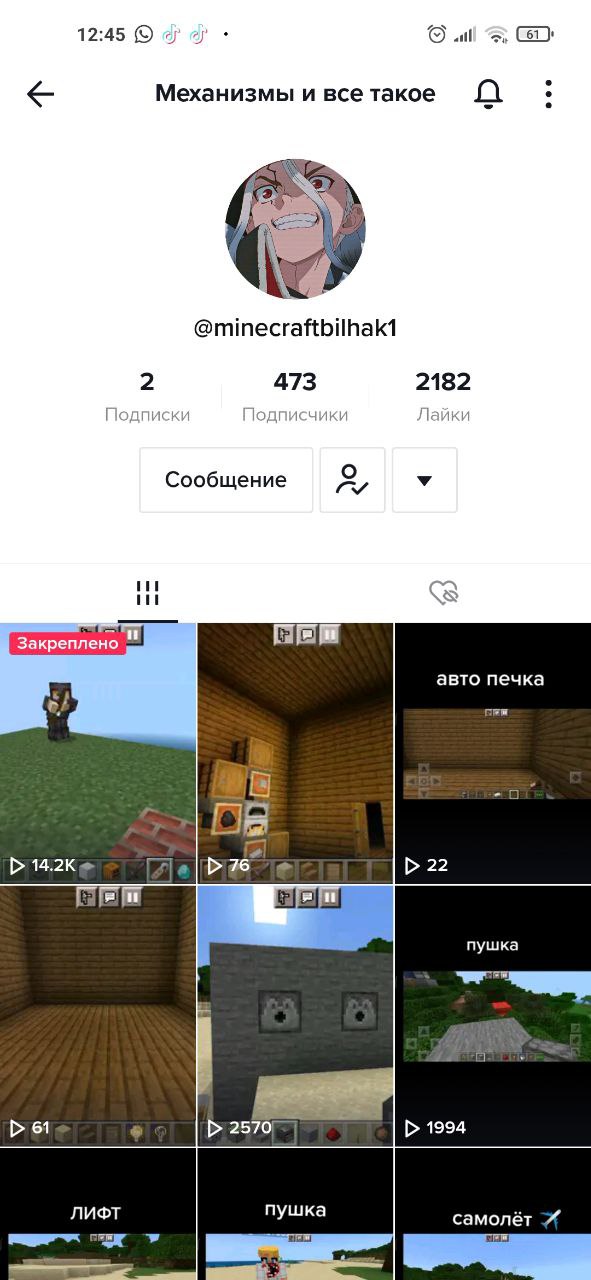 12:45
61
Механизмы и все такое
@minecraftbilhak1
2
473
2182
Подписки
Подписчики
Лайки
Сообщение
Закреплено
авто печка
14.2K
76
22
пушка
61
2570
1994
ЛИФТ
пушка
самолёт ✈️